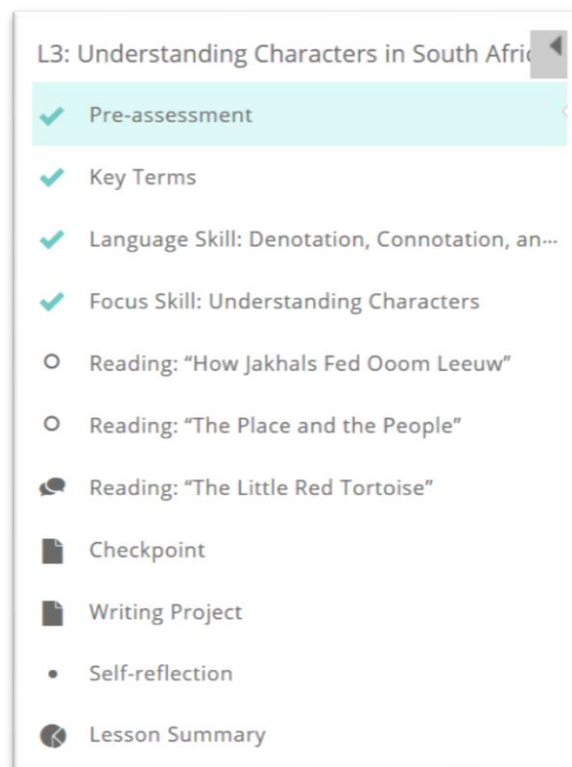 L3: Understanding Characters in South Afric
Pre-assessment
Key Terms
Language Skill: Denotation, Connotation, an...
Focus Skill: Understanding Characters
Reading: “How Jakhals Fed Ooom Leeuw”
Reading: “The Place and the People”
Reading: “The Little Red Tortoise”
Checkpoint
Writing Project
Self-reflection
Lesson Summary